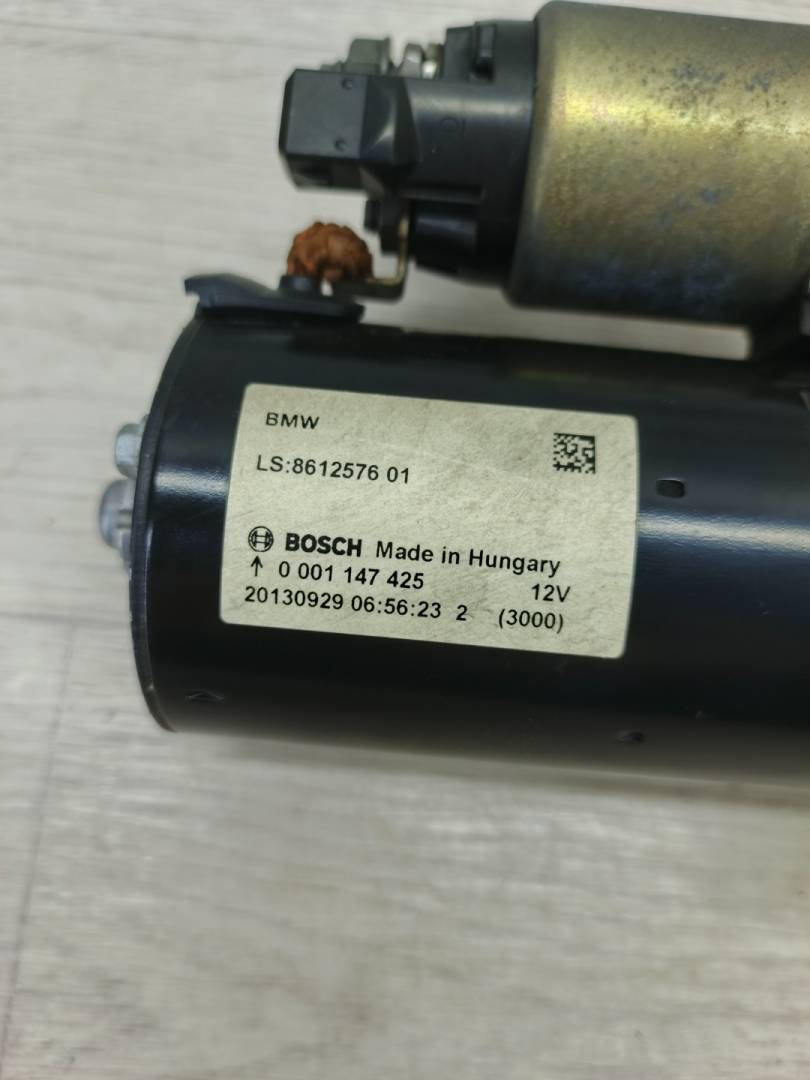 BMW
LS:8612576 01
BOSCH Made in Hungary
↑ 0 001 147 425 12V
20130929 06:56:23 2 (3000)